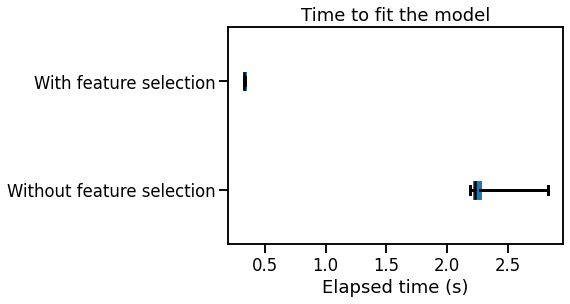 Time to fit the model
With feature selection
Without feature selection
0.5 1.0 1.5 2.0 2.5
Elapsed time (s)